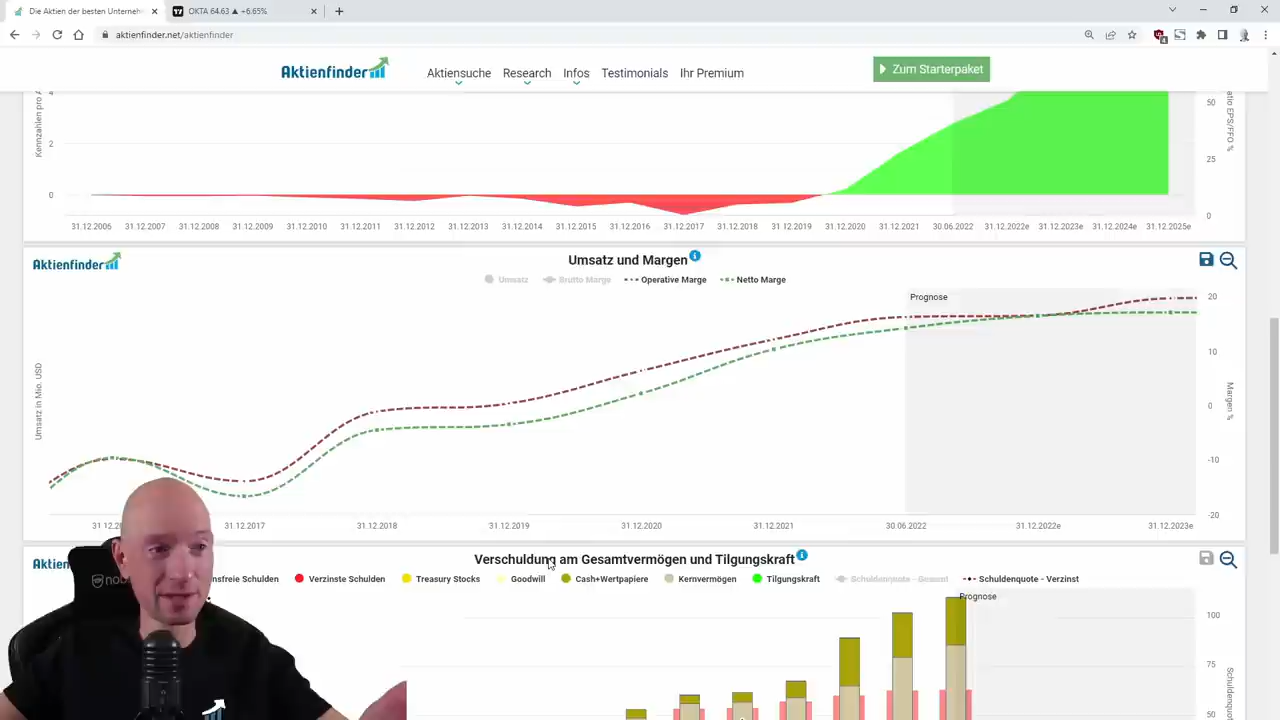 Die Aktien der besten Unterneh
OKTA 64.63 ▲ +6.65%
aktienfinder.net/aktienfinder
Aktienfinder
Aktiensuche
Research
Infos
Testimonials
Ihr Premium
Zum Starterpaket
Kennzahlen pro A
4
2
0
50
25
0
atio EPS/FFO %
31.12.2006
31.12.2007
31.12.2008
31.12.2009
31.12.2010
31.12.2011
31.12.2012
31.12.2013
31.12.2014
31.12.2015
31.12.2016
31.12.2017
31.12.2018
31.12.2019
31.12.2020
31.12.2021
30.06.2022
31.12.2022e
31.12.2023e
31.12.2024e
31.12.2025e
Aktienfinder
Umsatz und Margen
Umsatz
Brutto Marge
Operative Marge
Netto Marge
Prognose
Umsatz in Mio. USD
20
10
0
-10
-20
Margen %
31.12.20
31.12.2017
31.12.2018
31.12.2019
31.12.2020
31.12.2021
30.06.2022
31.12.2022e
31.12.2023e
Aktien
Verschuldung am Gesamtvermögen und Tilgungskraft
nsfreie Schulden
Verzinste Schulden
Treasury Stocks
Goodwill
Cash+Wertpapiere
Kernvermögen
Tilgungskraft
Schuldenquote - Gesamt
Schuldenquote - Verzinst
Prognose
100
75
50
Schuldenquot